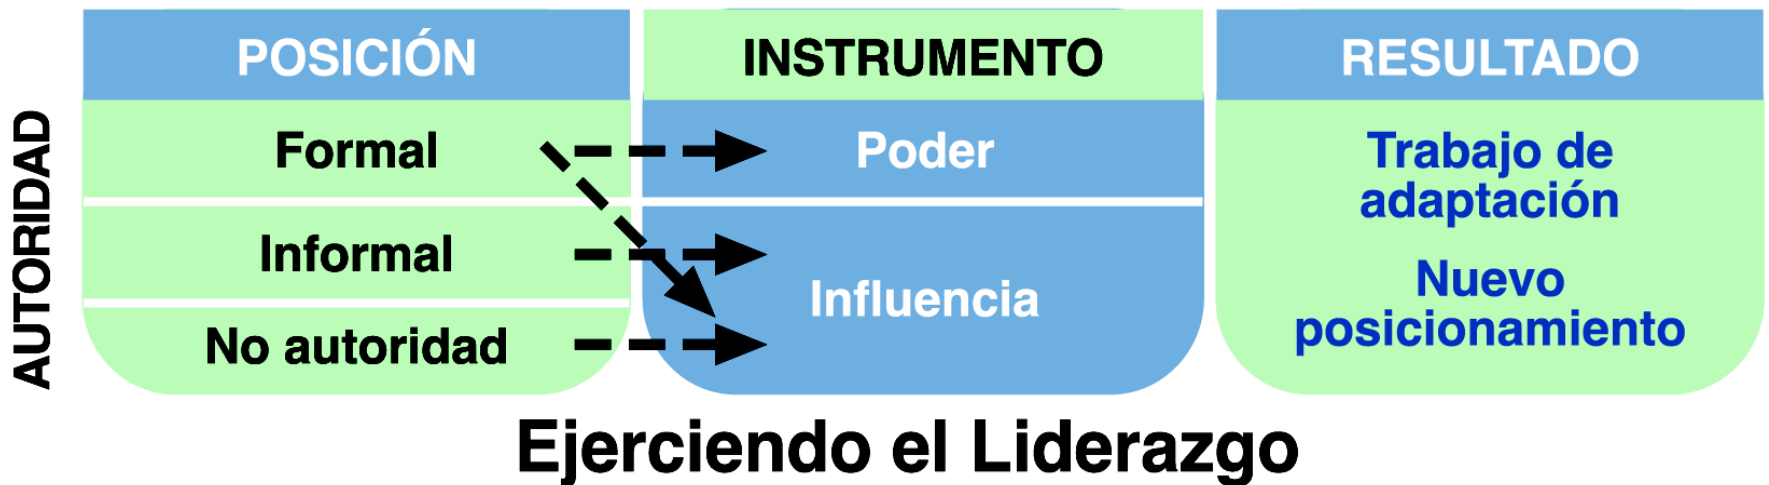 AUTORIDAD
POSICIÓN
Formal
Informal
No autoridad
INSTRUMENTO
Poder
Influencia
RESULTADO
Trabajo de
adaptación
Nuevo
posicionamiento
Ejerciendo el Liderazgo